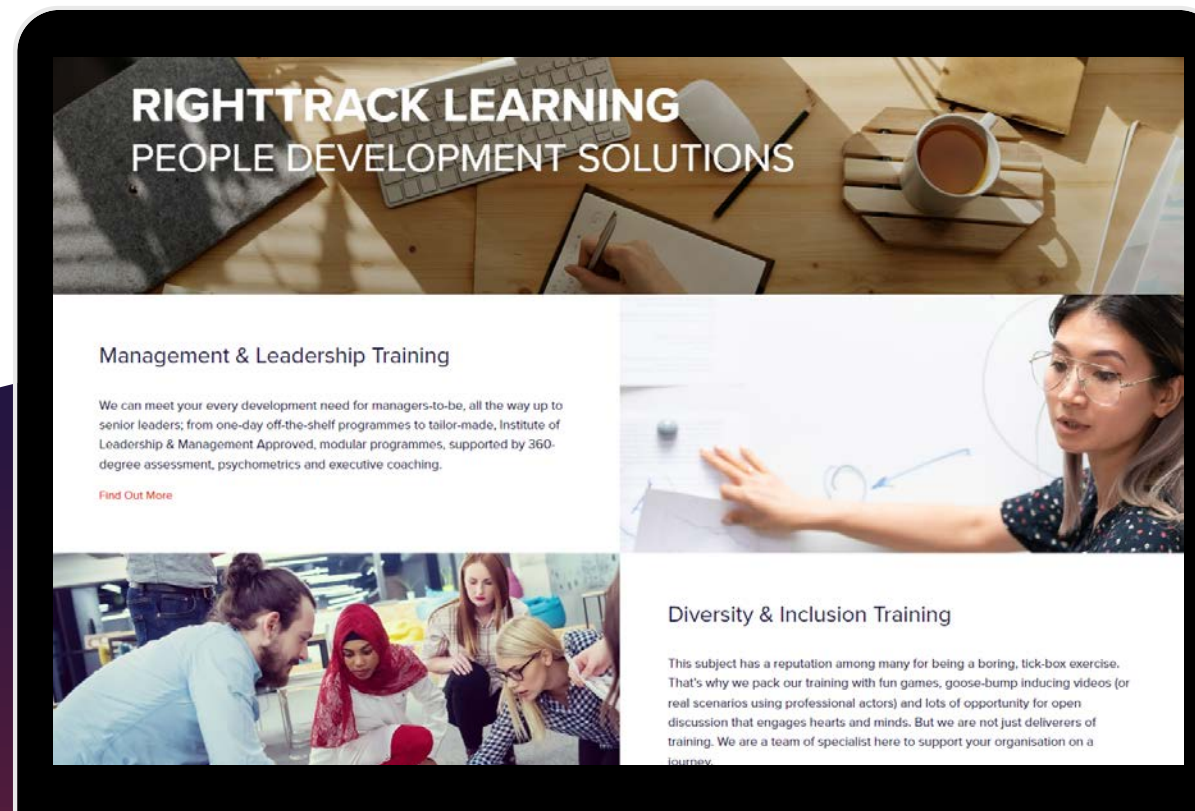 RIGHTTRACK LEARNING
PEOPLE DEVELOPMENT SOLUTIONS
Management & Leadership Training
We can meet your every development need for managers-to-be, all the way up to
senior leaders; from one-day off-the-shelf programmes to tailor-made, Institute of
Leadership & Management Approved, modular programmes, supported by 360-
degree assessment, psychometrics and executive coaching.
Find Out More
Diversity & Inclusion Training
This subject has a reputation among many for being a boring, tick-box exercise.
That's why we pack our training with fun games, goose-bump inducing videos (or
real scenarios using professional actors) and lots of opportunity for open
discussion that engages hearts and minds. But we are not just deliverers of
training. We are a team of specialist here to support your organisation on a
journey.